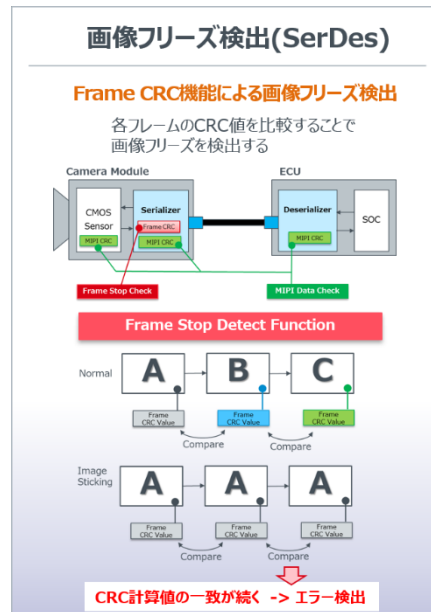 画像フリーズ検出(SerDes)
Frame CRC機能による画像フリーズ検出
各フレームのCRC値を比較することで
画像フリーズを検出する
Camera Module
ECU
CMOS
Sensor
MIPI CRC
Serializer
Frame CRC
MIPI CRC
Deserializer
MIPI CRC
SOC
Frame Stop Check
MIPI Data Check
Frame Stop Detect Function
Normal
A
B
C
Frame
CRC Value
Frame
CRC Value
Frame
CRC Value
Compare
Compare
Image
Sticking
A
A
A
Frame
CRC Value
Frame
CRC Value
Frame
CRC Value
Compare
Compare
CRC計算値の一致が続く -> エラー検出